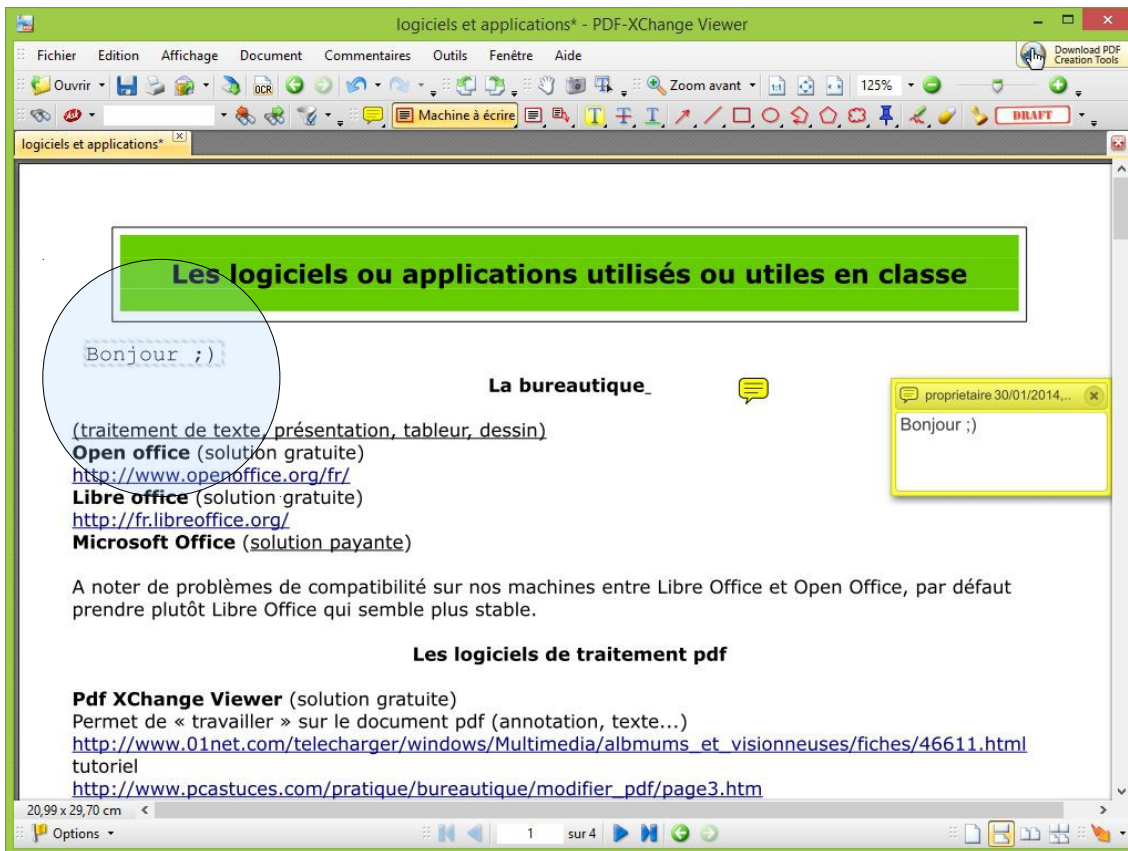 logiciels et applications* - PDF-XChange Viewer
Fichier Edition Affichage Document Commentaires Outils Fenêtre Aide
Download PDF
Creation Tools
Ouvrir OCR Zoom avant 1:1 125%
Machine à écrire T T T DRAFT
logiciels et applications*
Les logiciels ou applications utilisés ou utiles en classe
Bonjour ;)
La bureautique
proprietaire 30/01/2014,..
Bonjour ;)
(traitement de texte, présentation, tableur, dessin)
Open office (solution gratuite)
http://www.openoffice.org/fr/
Libre office (solution gratuite)
http://fr.libreoffice.org/
Microsoft Office (solution payante)
A noter de problèmes de compatibilité sur nos machines entre Libre Office et Open Office, par défaut
prendre plutôt Libre Office qui semble plus stable.
Les logiciels de traitement pdf
Pdf XChange Viewer (solution gratuite)
Permet de « travailler » sur le document pdf (annotation, texte...)
http://www.01net.com/telecharger/windows/Multimedia/albmums_et_visionneuses/fiches/46611.html
tutoriel
http://www.pcastuces.com/pratique/bureautique/modifier_pdf/page3.htm
20,99 x 29,70 cm
Options 1 sur 4